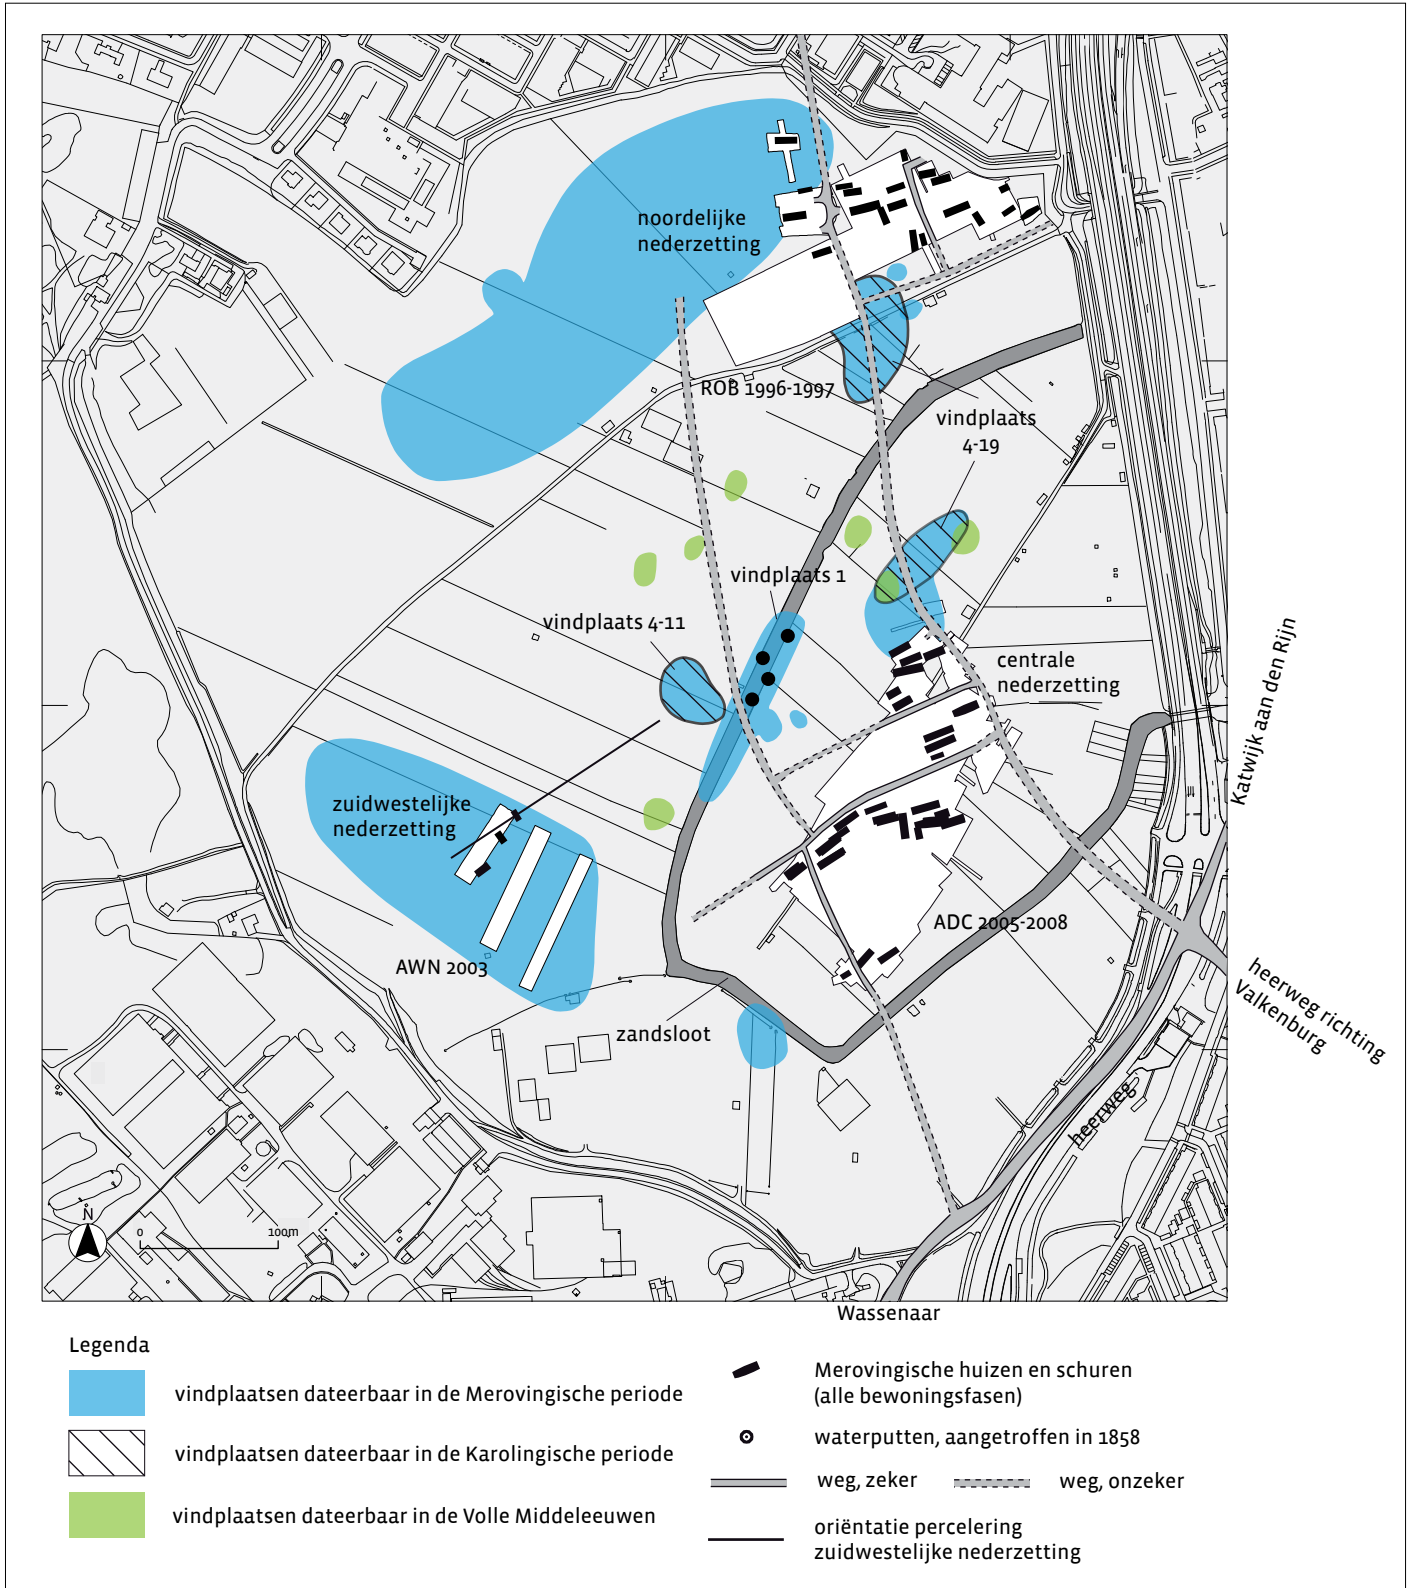 noordelijke
nederzetting
ROB 1996-1997
vindplaats
4-19
vindplaats 1
vindplaats 4-11
centrale
nederzetting
Katwijk aan den Rijn
zuidwestelijke
nederzetting
ADC 2005-2008
AWN 2003
heerweg richting
Valkenburg
zandsloot
heerweg
N
0
100m
Wassenaar
Legenda
vindplaatsen dateerbaar in de Merovingische periode
vindplaatsen dateerbaar in de Karolingische periode
vindplaatsen dateerbaar in de Volle Middeleeuwen
Merovingische huizen en schuren
(alle bewoningsfasen)
waterputten, aangetroffen in 1858
weg, zeker
weg, onzeker
oriëntatie percelering
zuidwestelijke nederzetting